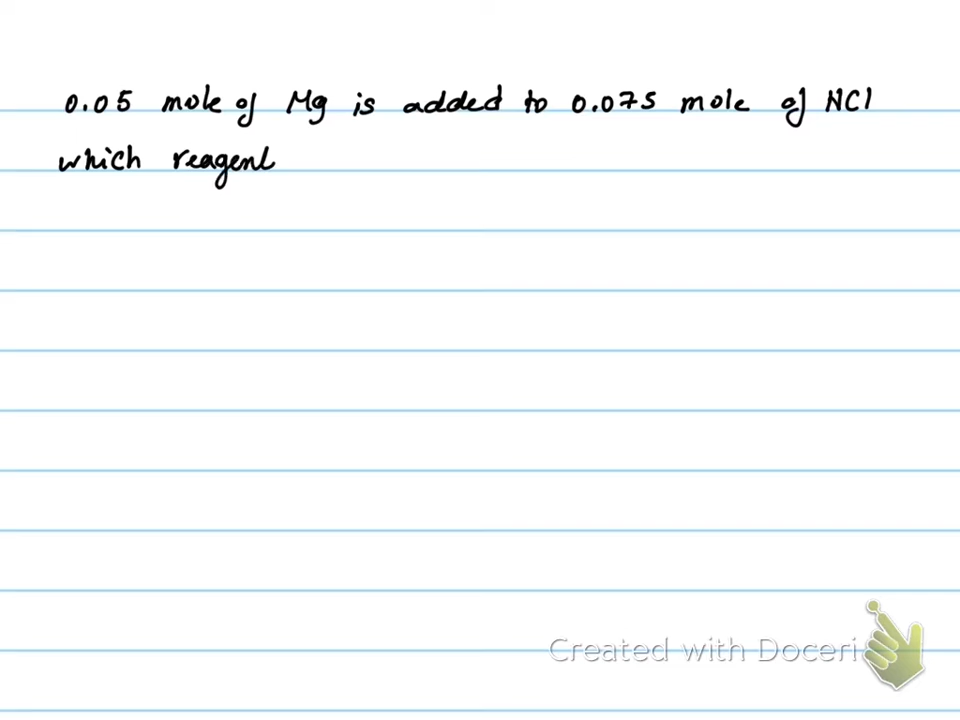 0.05 mole of Mg is added to 0.075 mole of HCl
which reagent
Created with Doceri